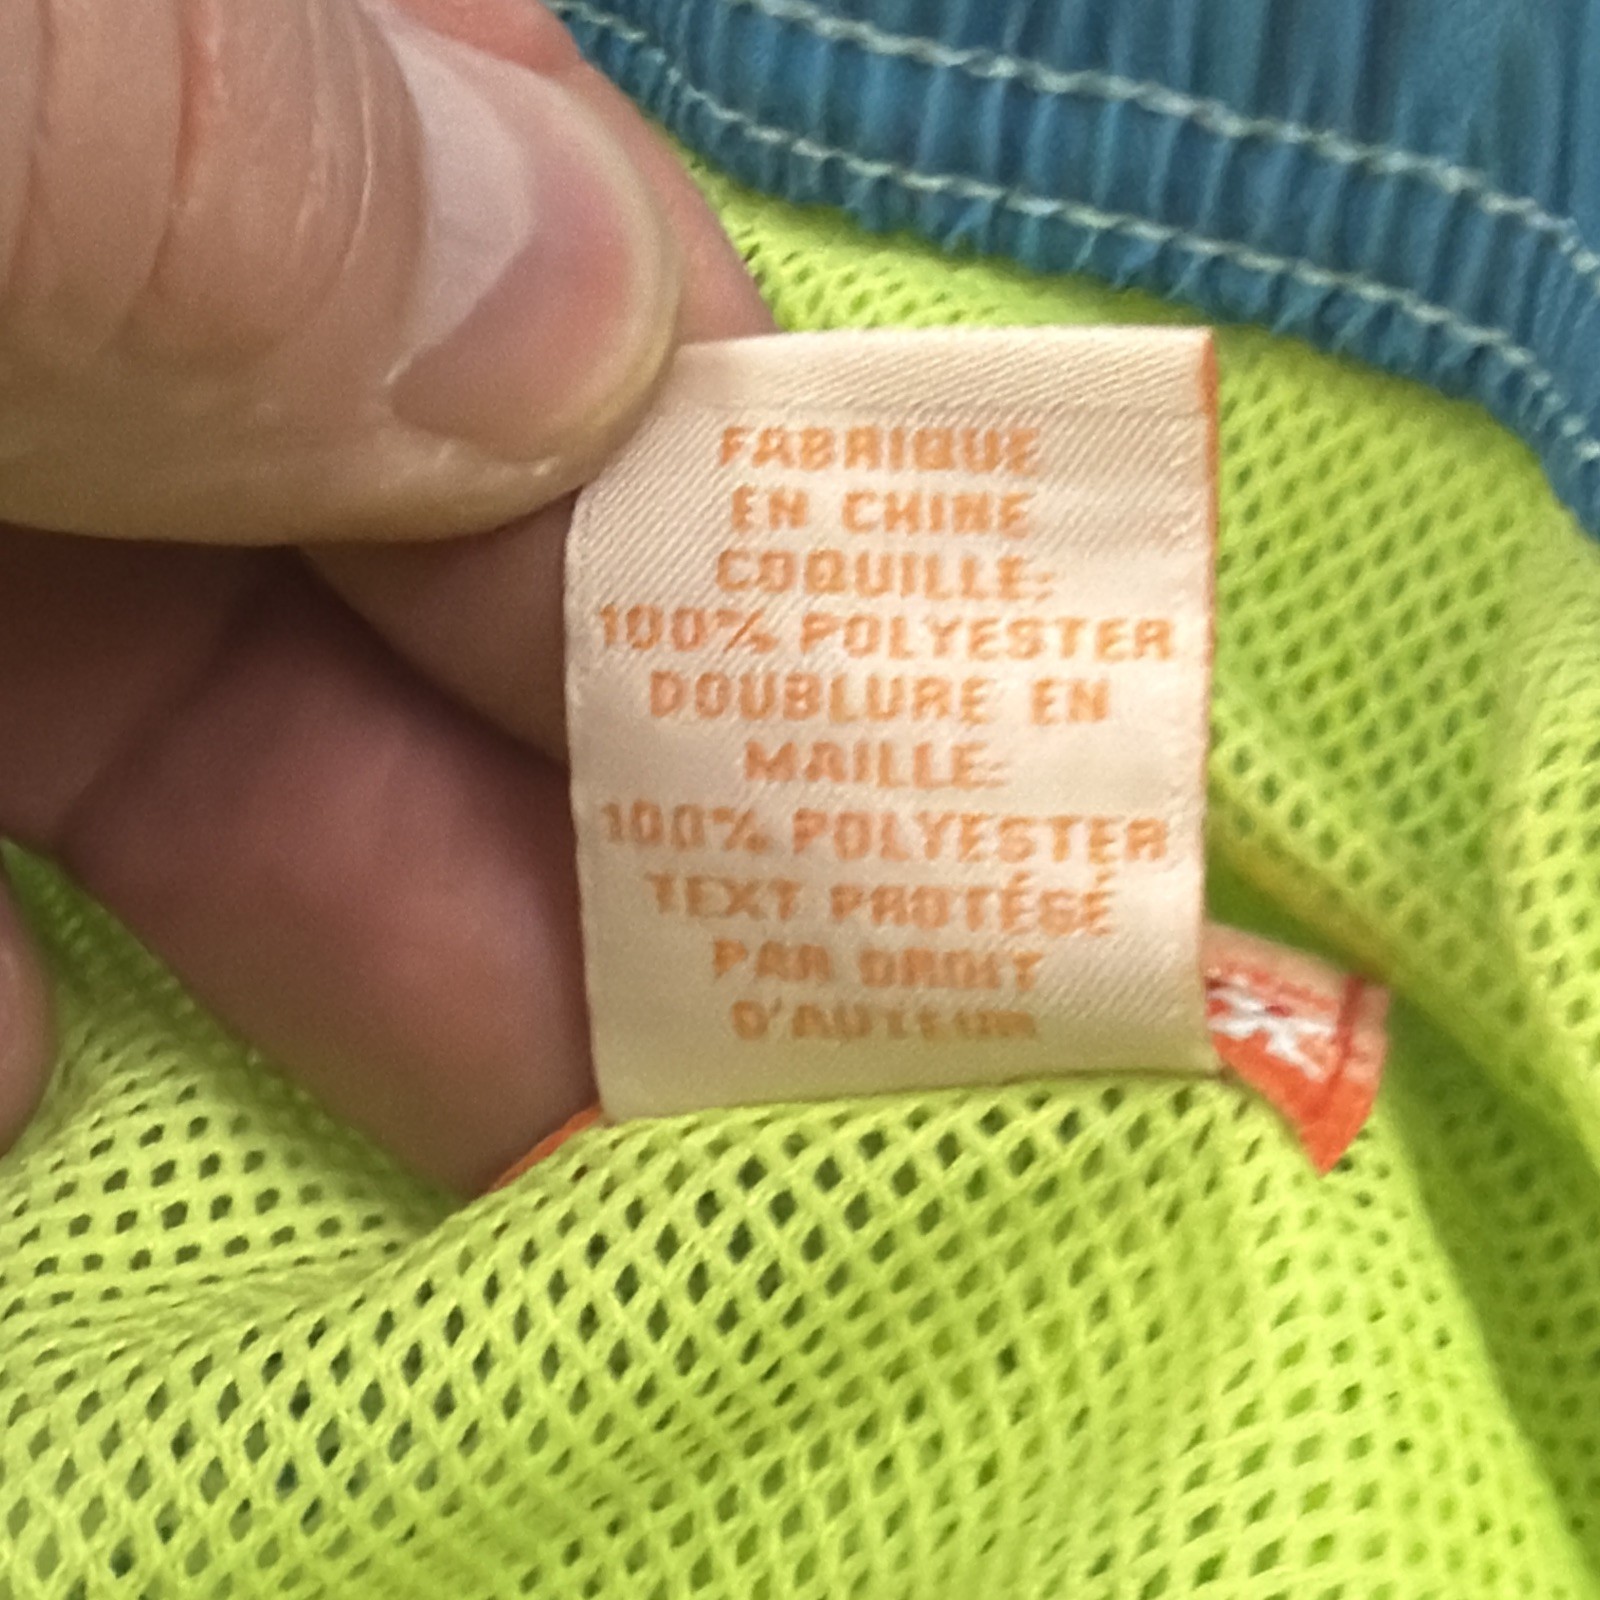 FABRIQUE
EN CHINE
COQUILLE:
100% POLYESTER
DOUBLURE EN
MAILLE:
100% POLYESTER
TEXT PROTÉGÉ
PAR DROIT
D'AUTEUR